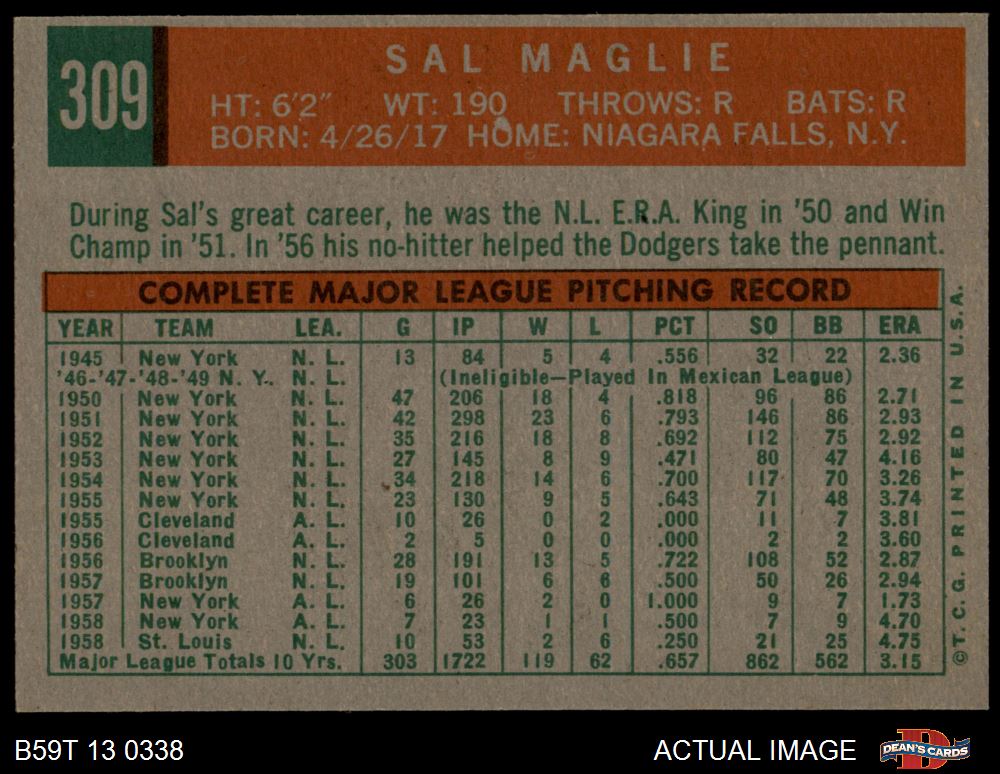 309
SAL MAGLIE
HT: 6'2" WT: 190 THROWS: R BATS: R
BORN: 4/26/17 HOME: NIAGARA FALLS, N.Y.
During Sal's great career, he was the N.L. E.R.A. King in '50 and Win
Champ in '51. In '56 his no-hitter helped the Dodgers take the pennant.
COMPLETE MAJOR LEAGUE PITCHING RECORD
YEAR TEAM LEA. G IP W L PCT SO BB ERA
1945 New York N. L. 13 84 5 4 .556 32 22 2.36
'46-'47-'48-'49 N. Y.. N. L. (Ineligible—Played In Mexican League)
1950 New York N. L. 47 206 18 4 .818 96 86 2.71
1951 New York N. L. 42 298 23 6 .793 146 86 2.93
1952 New York N. L. 35 216 18 8 .692 112 75 2.92
1953 New York N. L. 27 145 8 9 .471 80 47 4.16
1954 New York N. L. 34 218 14 6 .700 117 70 3.26
1955 New York N. L. 23 130 9 5 .643 71 48 3.74
1955 Cleveland A. L. 10 26 0 2 .000 11 7 3.81
1956 Cleveland A. L. 2 5 0 0 .000 2 2 3.60
1956 Brooklyn N. L. 28 191 13 5 .722 108 52 2.87
1957 Brooklyn N. L. 19 101 6 6 .500 50 26 2.94
1957 New York A. L. 6 26 2 0 1.000 9 7 1.73
1958 New York A. L. 7 23 1 1 .500 7 9 4.70
1958 St. Louis N. L. 10 53 2 6 .250 21 25 4.75
Major League Totals 10 Yrs. 303 1722 119 62 .657 862 562 3.15
© T. C. G. PRINTED IN U.S.A.
B59T 13 0338
ACTUAL IMAGE
DEAN'S CARDS